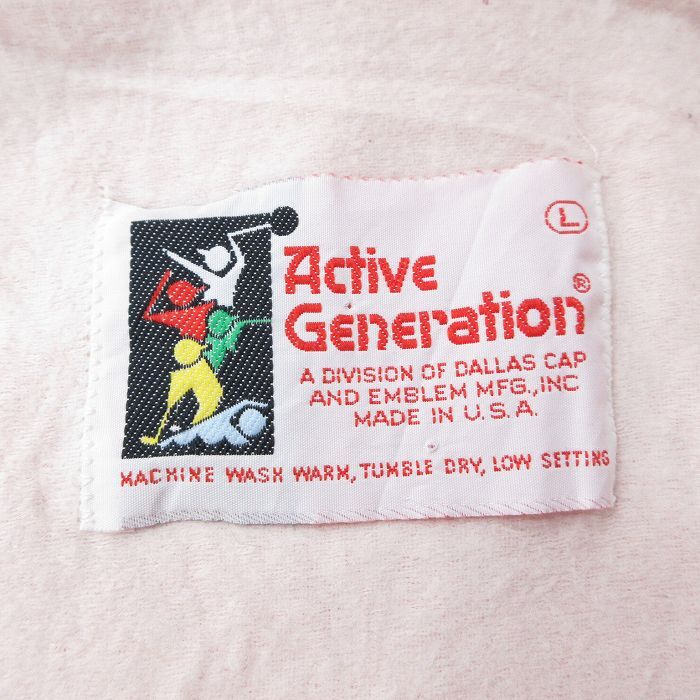 L
Active
Generation®
A DIVISION OF DALLAS CAP
AND EMBLEM MFG., INC
MADE IN U.S.A.
MACHINE WASH WARM, TUMBLE DRY, LOW SETTING